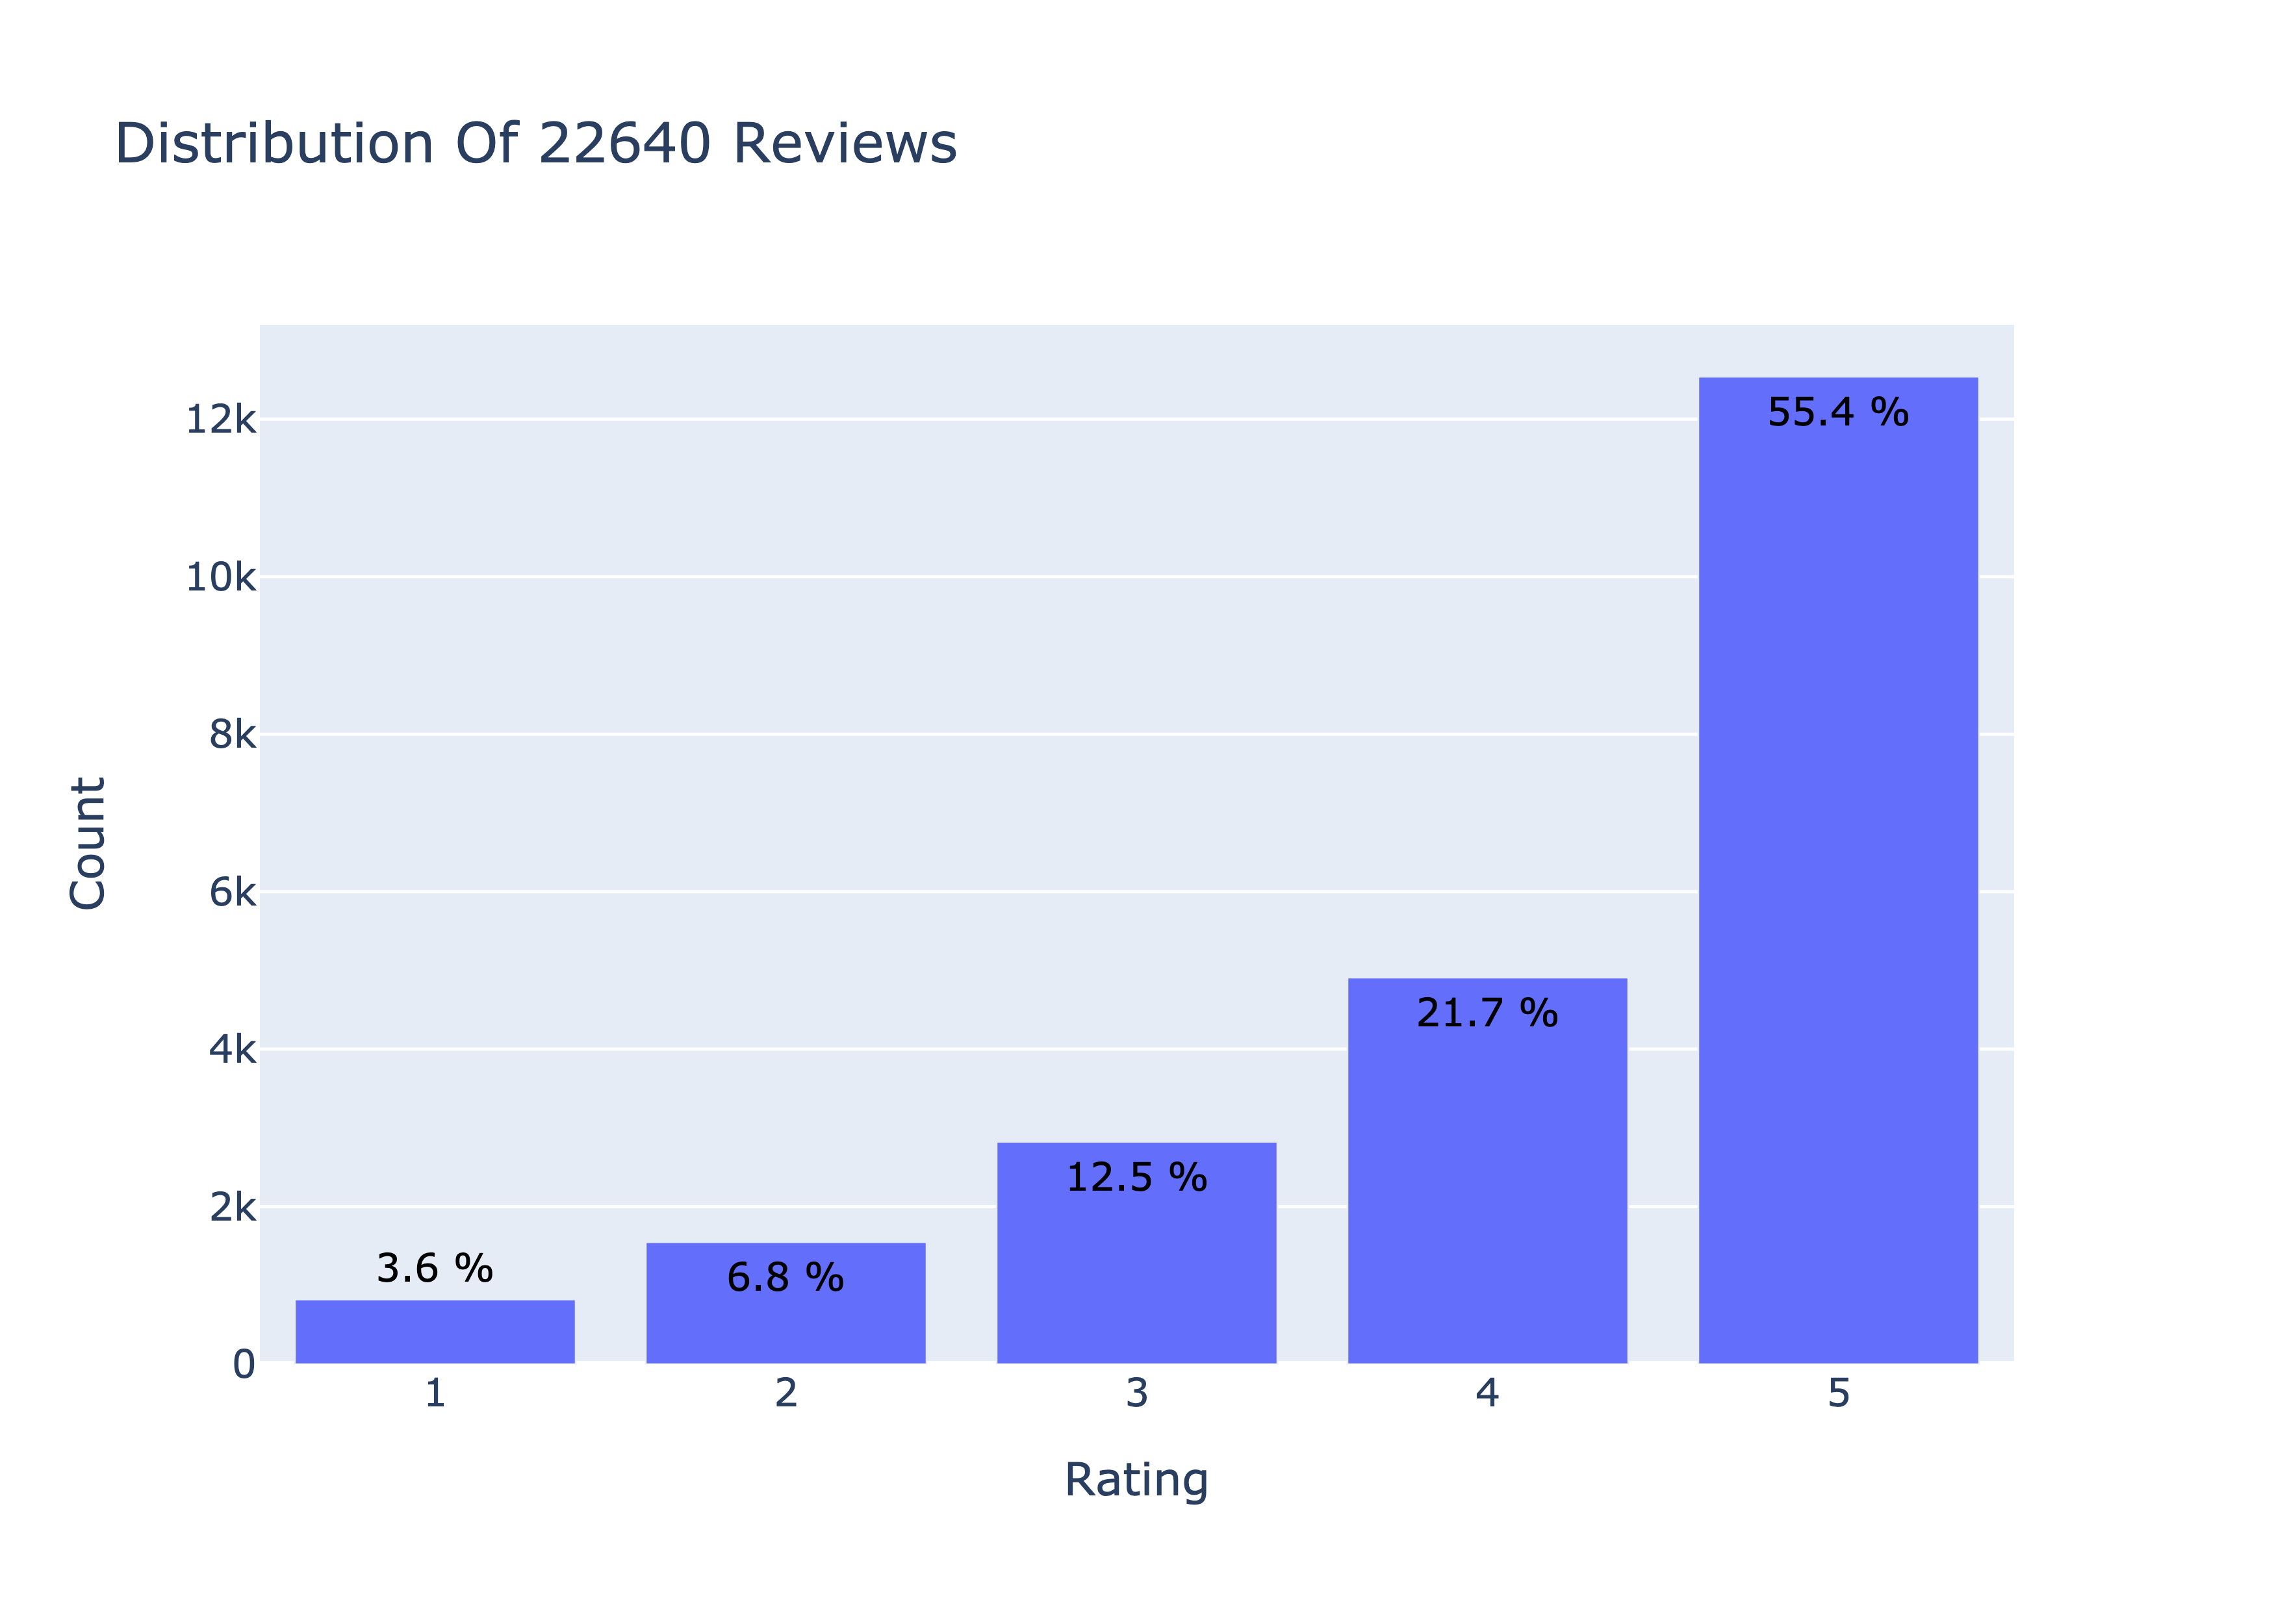 Distribution Of 22640 Reviews
12k
10k
8k
6k
4k
2k
0
Count
55.4 %
21.7 %
12.5 %
6.8 %
3.6 %
1 2 3 4 5
Rating